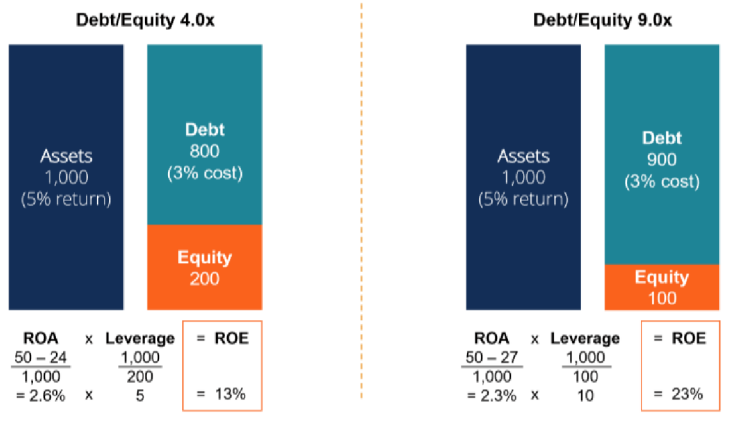 Debt/Equity 4.0x
Assets
1,000
(5% return)
Debt
800
(3% cost)
Equity
200
ROA x Leverage = ROE
50 – 24 1,000
1,000 200
= 2.6% x 5 = 13%
Debt/Equity 9.0x
Assets
1,000
(5% return)
Debt
900
(3% cost)
Equity
100
ROA x Leverage = ROE
50 – 27 1,000
1,000 100
= 2.3% x 10 = 23%